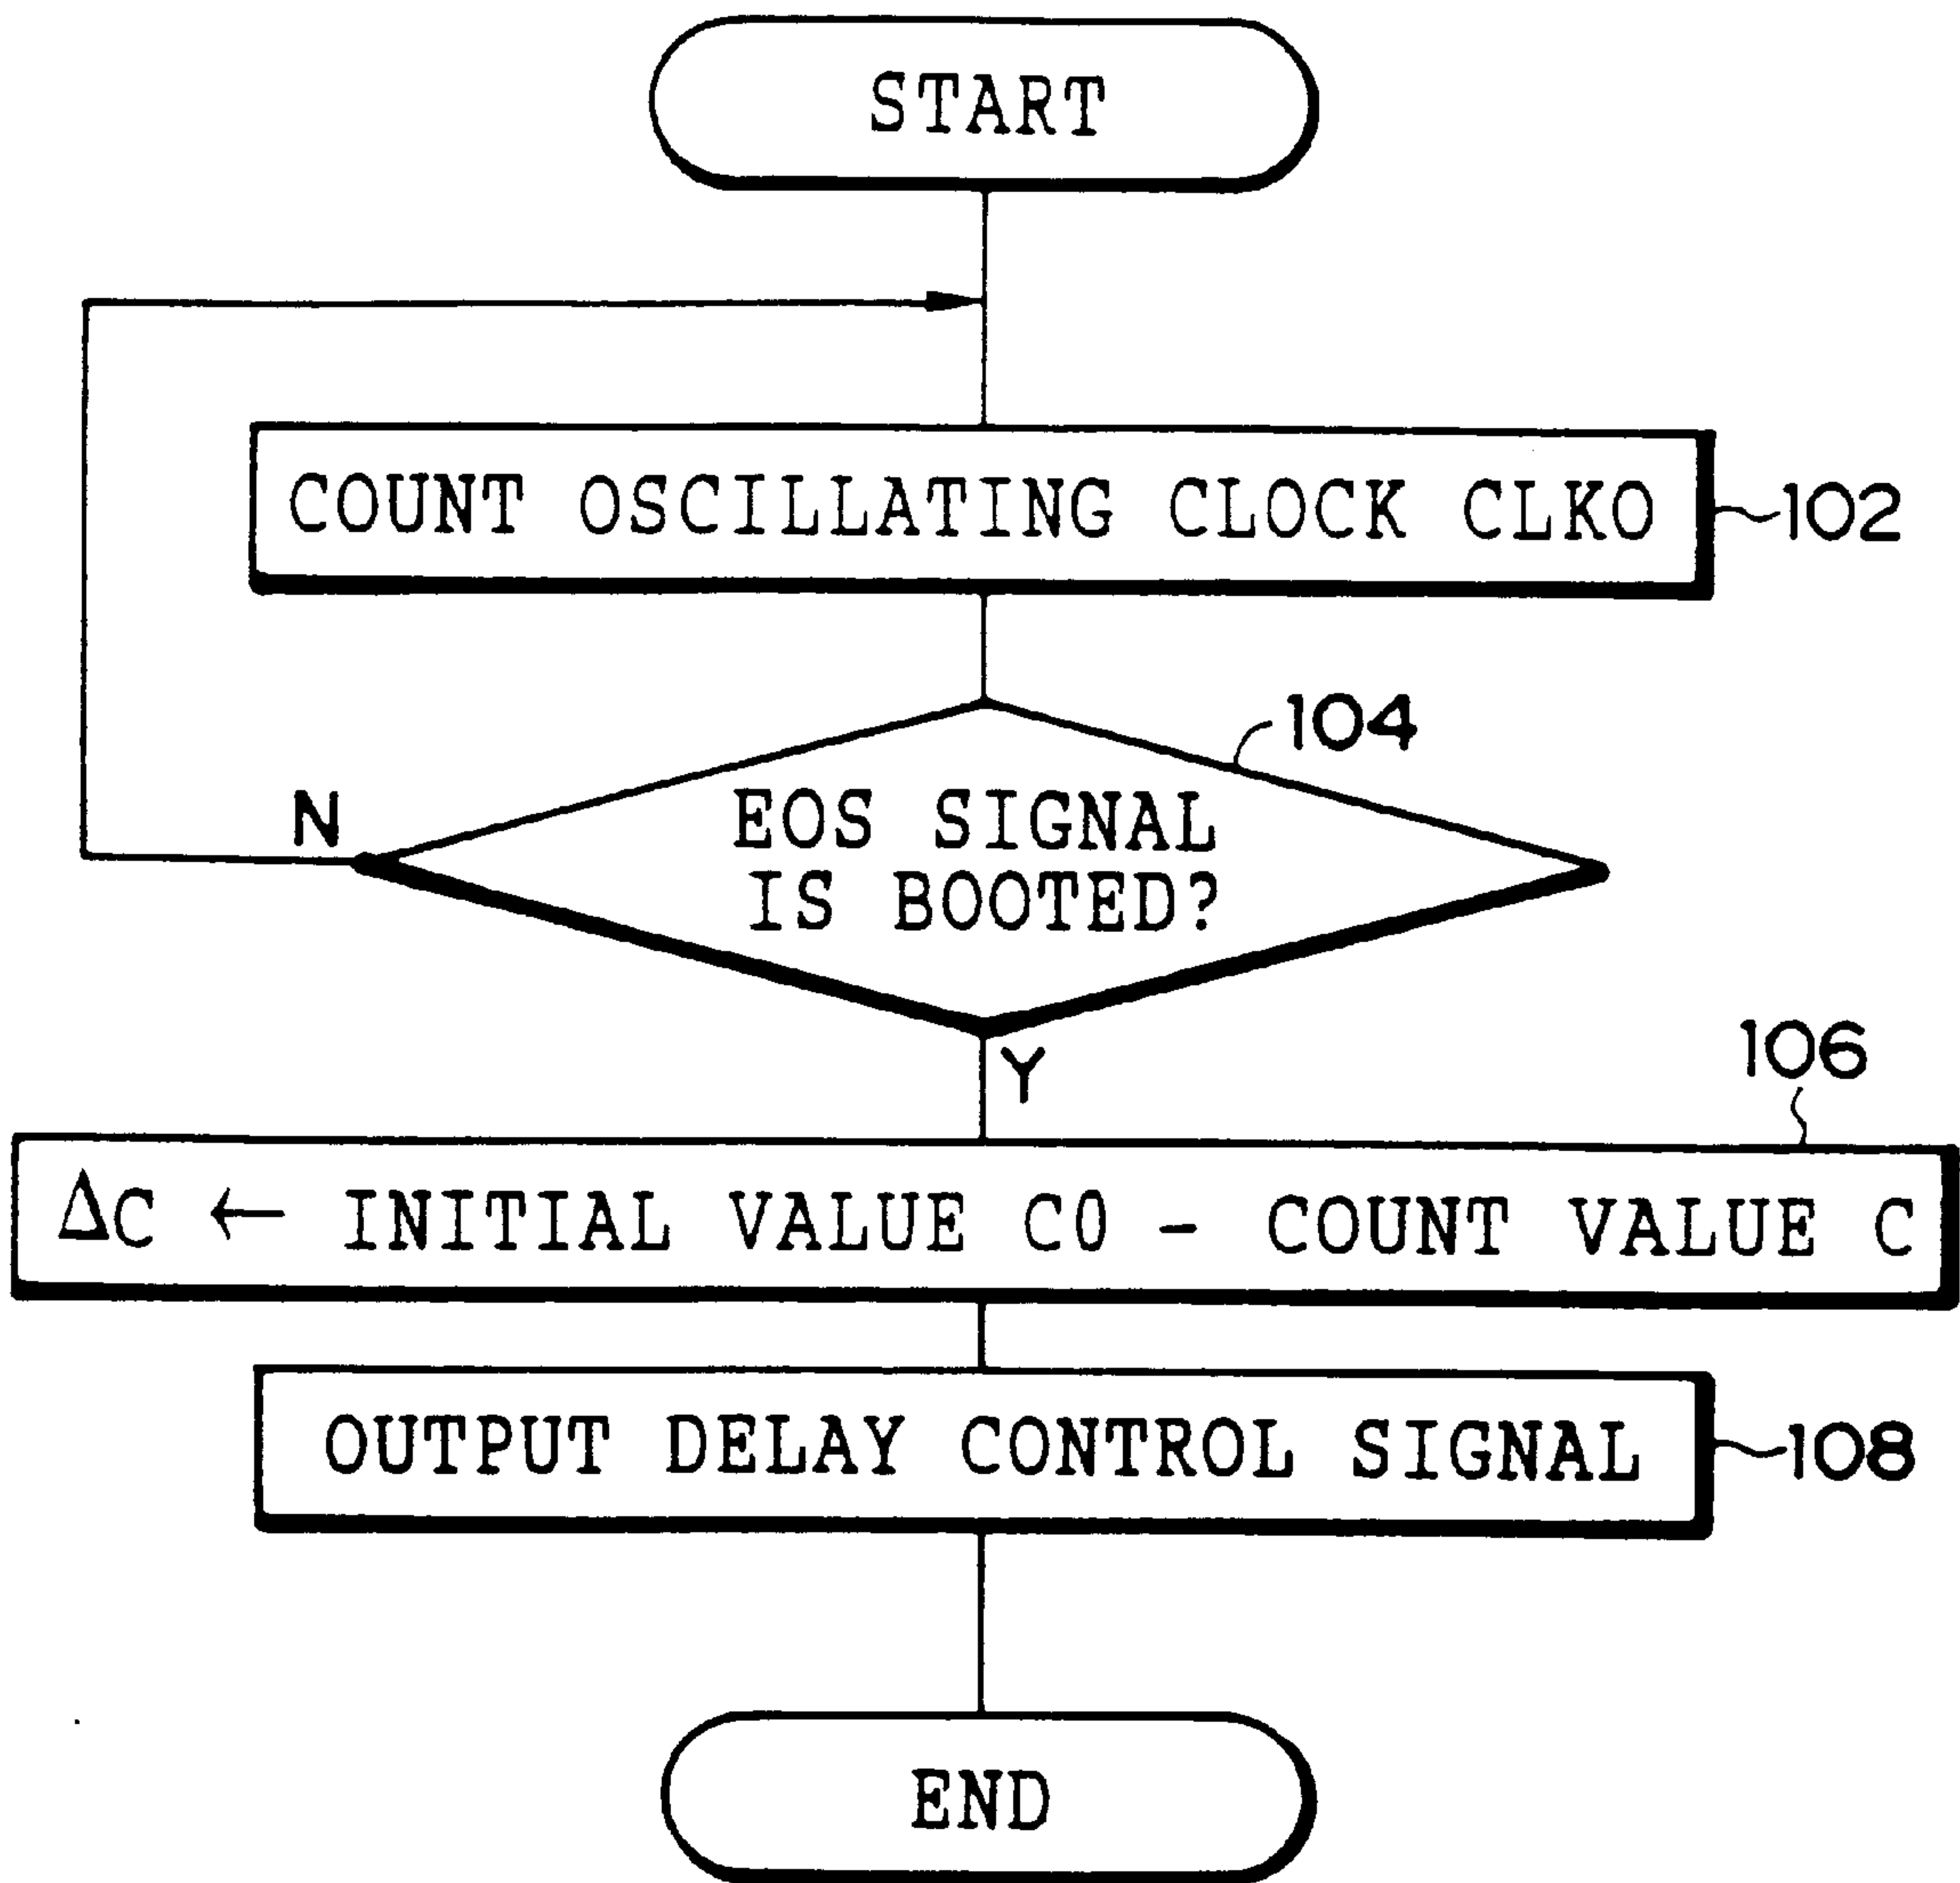 START
COUNT OSCILLATING CLOCK CLKO
102
104
N
EOS SIGNAL
IS BOOTED?
Y
106
ΔC ← INITIAL VALUE C0 - COUNT VALUE C
OUTPUT DELAY CONTROL SIGNAL
108
END